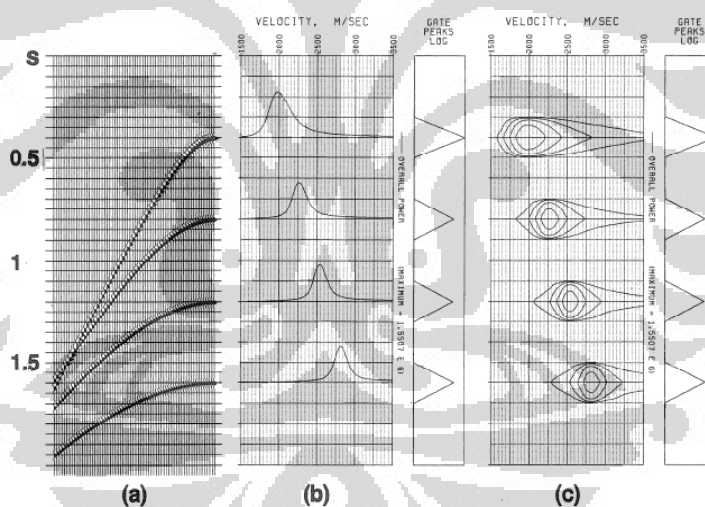 VELOCITY, M/SEC
GATE
PEAKS
LOG
VELOCITY, M/SEC
GATE
PEAKS
LOG
1500
2000
2500
3000
3500
1500
2000
2500
3000
3500
S
0.5
1
1.5
OVERALL POWER
(MAXIMUM = 1.5507 E 6)
OVERALL POWER
(MAXIMUM = 1.5507 E 6)
(a)
(b)
(c)